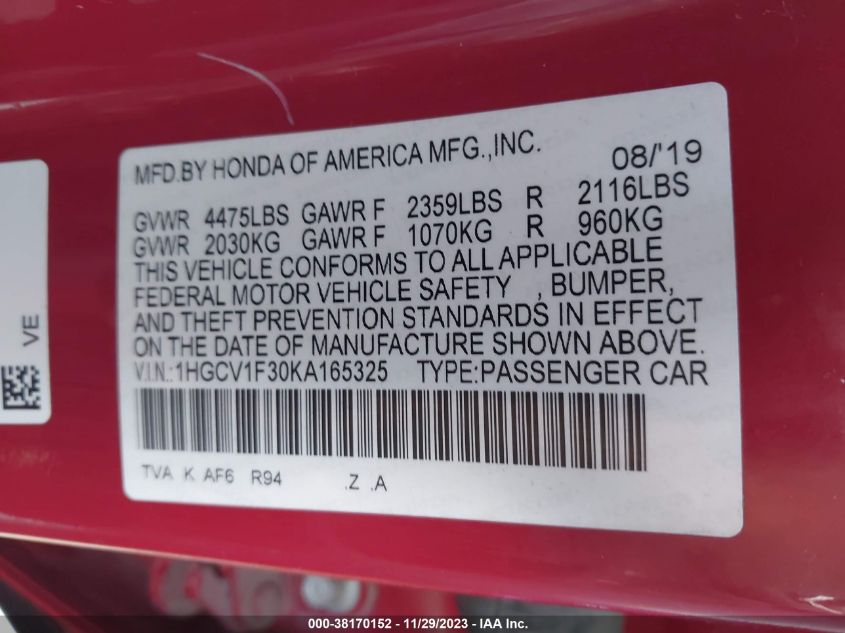 MFD.BY HONDA OF AMERICA MFG.,INC. 08/'19
GVWR 4475LBS GAWR F 2359LBS R 2116LBS
GVWR 2030KG GAWR F 1070KG R 960KG
THIS VEHICLE CONFORMS TO ALL APPLICABLE
FEDERAL MOTOR VEHICLE SAFETY , BUMPER,
AND THEFT PREVENTION STANDARDS IN EFFECT
ON THE DATE OF MANUFACTURE SHOWN ABOVE.
V.I.N.:1HGCV1F30KA165325 TYPE:PASSENGER CAR
TVA K AF6 R94 .Z .A
VE
000-38170152 — 11/29/2023 — IAA Inc.